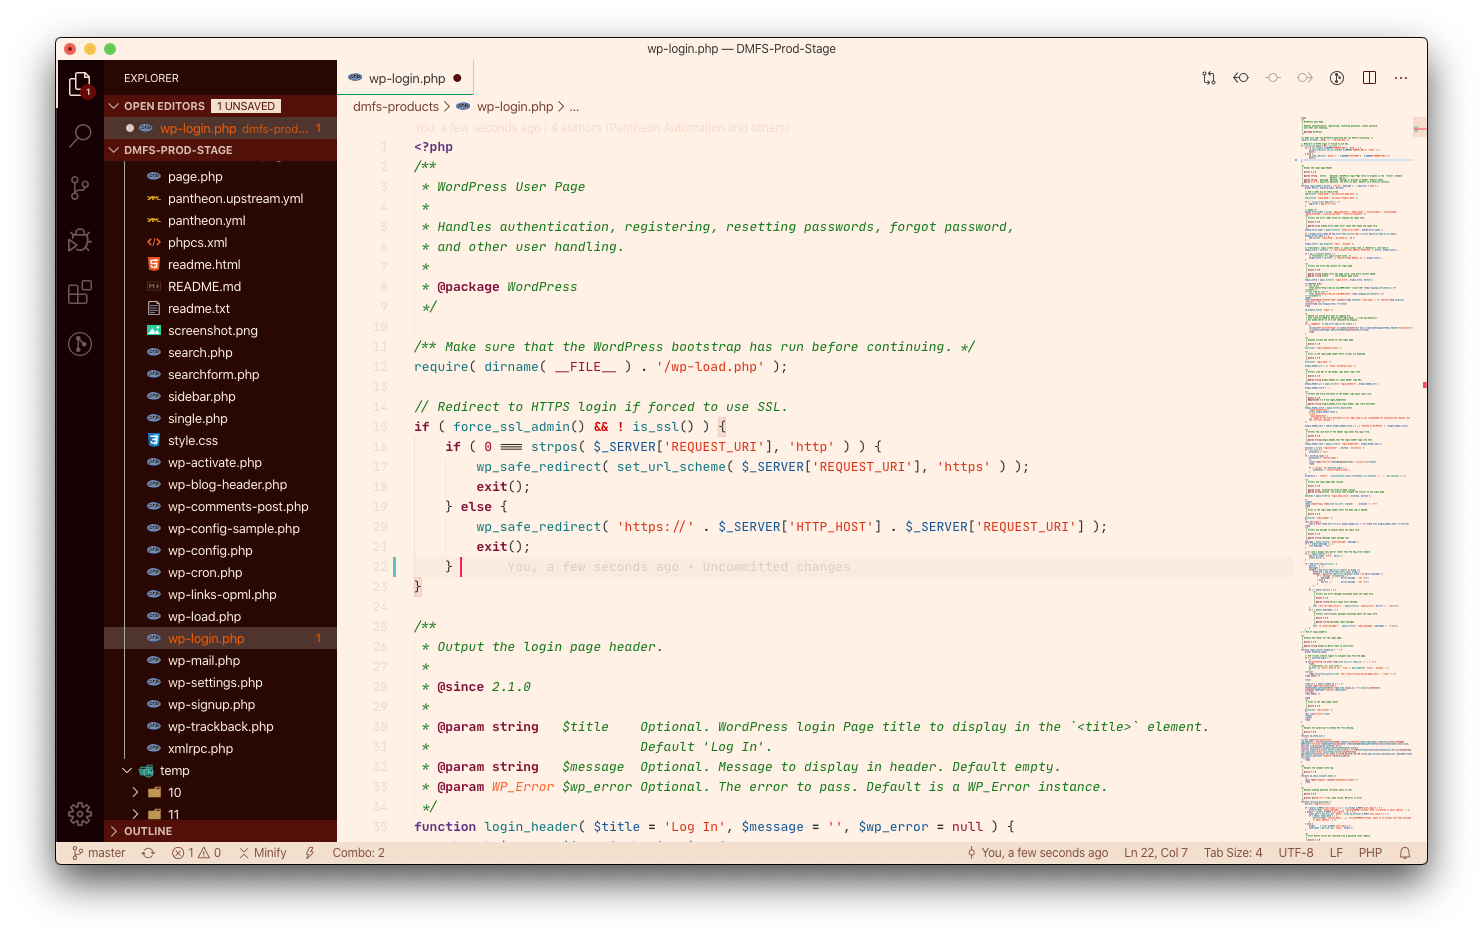 wp-login.php — DMFS-Prod-Stage
EXPLORER
OPEN EDITORS 1 UNSAVED
wp-login.php dmfs-prod... 1
DMFS-PROD-STAGE
page.php
pantheon.upstream.yml
pantheon.yml
phpcs.xml
readme.html
README.md
readme.txt
screenshot.png
search.php
searchform.php
sidebar.php
single.php
style.css
wp-activate.php
wp-blog-header.php
wp-comments-post.php
wp-config-sample.php
wp-config.php
wp-cron.php
wp-links-opml.php
wp-load.php
wp-login.php 1
wp-mail.php
wp-settings.php
wp-signup.php
wp-trackback.php
xmlrpc.php
temp
10
11
OUTLINE
1
wp-login.php
dmfs-products > wp-login.php > ...
You, a few seconds ago | 4 authors (Pantheon Automation and others)
1 <?php
2 /**
3  * WordPress User Page
4  *
5  * Handles authentication, registering, resetting passwords, forgot password,
6  * and other user handling.
7  *
8  * @package WordPress
9  */
10
11 /** Make sure that the WordPress bootstrap has run before continuing. */
12 require( dirname( __FILE__ ) . '/wp-load.php' );
13
14 // Redirect to HTTPS login if forced to use SSL.
15 if ( force_ssl_admin() && ! is_ssl() ) {
16     if ( 0 === strpos( $_SERVER['REQUEST_URI'], 'http' ) ) {
17         wp_safe_redirect( set_url_scheme( $_SERVER['REQUEST_URI'], 'https' ) );
18         exit();
19     } else {
20         wp_safe_redirect( 'https://' . $_SERVER['HTTP_HOST'] . $_SERVER['REQUEST_URI'] );
21         exit();
22     } You, a few seconds ago • Uncommitted changes
23 }
24
25 /**
26  * Output the login page header.
27  *
28  * @since 2.1.0
29  *
30  * @param string   $title    Optional. WordPress login Page title to display in the `<title>` element.
31  *                           Default 'Log In'.
32  * @param string   $message  Optional. Message to display in header. Default empty.
33  * @param WP_Error $wp_error Optional. The error to pass. Default is a WP_Error instance.
34  */
35 function login_header( $title = 'Log In', $message = '', $wp_error = null ) {
master 1 0 Minify Combo: 2 You, a few seconds ago Ln 22, Col 7 Tab Size: 4 UTF-8 LF PHP